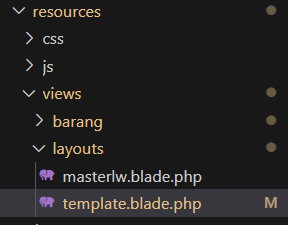 resources
css
js
views
barang
layouts
masterlw.blade.php
template.blade.php M